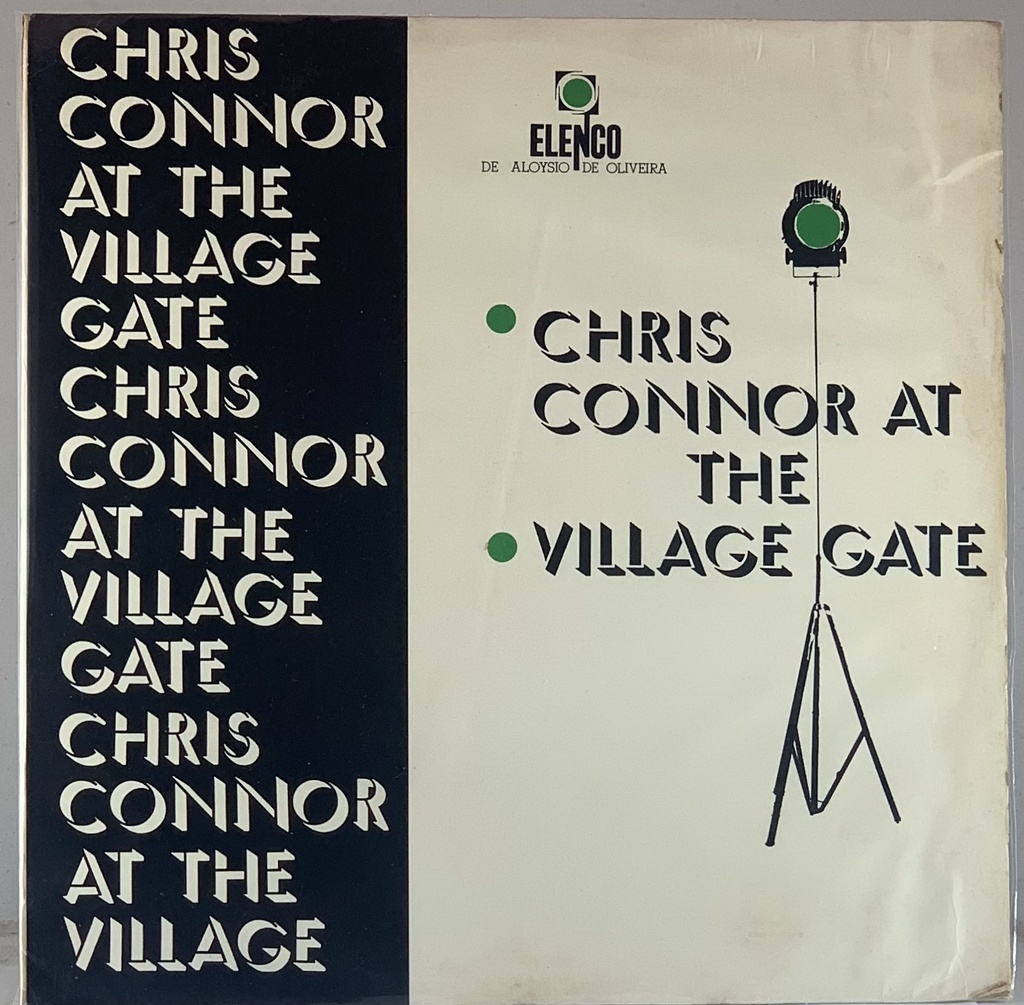 CHRIS
CONNOR
AT THE
VILLAGE
GATE
CHRIS
CONNOR
AT THE
VILLAGE
GATE
CHRIS
CONNOR
AT THE
VILLAGE
ELENCO
DE ALOYSIO DE OLIVEIRA
CHRIS
CONNOR AT
THE
VILLAGE GATE